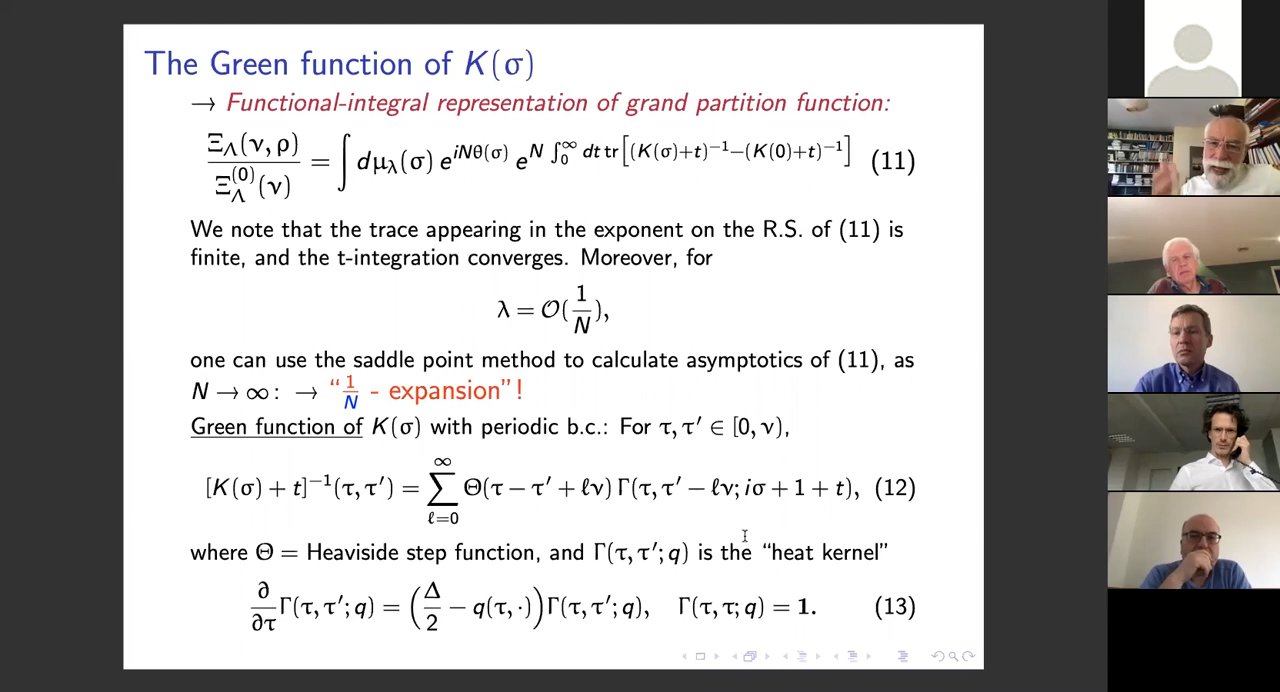 The Green function of K(σ)
→ Functional-integral representation of grand partition function:
Ξ_Λ(ν, ρ) / Ξ_Λ^(0)(ν) = ∫ dμ_λ(σ) e^{iNθ(σ)} e^{N ∫_0^∞ dt tr[(K(σ)+t)^{−1}−(K(0)+t)^{−1}]} (11)
We note that the trace appearing in the exponent on the R.S. of (11) is
finite, and the t-integration converges. Moreover, for
λ = 𝒪(1/N),
one can use the saddle point method to calculate asymptotics of (11), as
N → ∞: → “1/N - expansion”!
Green function of K(σ) with periodic b.c.: For τ, τ′ ∈ [0, ν),
[K(σ) + t]^{−1}(τ, τ′) = ∑_{ℓ=0}^∞ Θ(τ − τ′ + ℓν) Γ(τ, τ′ − ℓν; iσ + 1 + t), (12)
where Θ = Heaviside step function, and Γ(τ, τ′; q) is the “heat kernel”
∂/∂τ Γ(τ, τ′; q) = (Δ/2 − q(τ, ·))Γ(τ, τ′; q), Γ(τ, τ; q) = 1. (13)